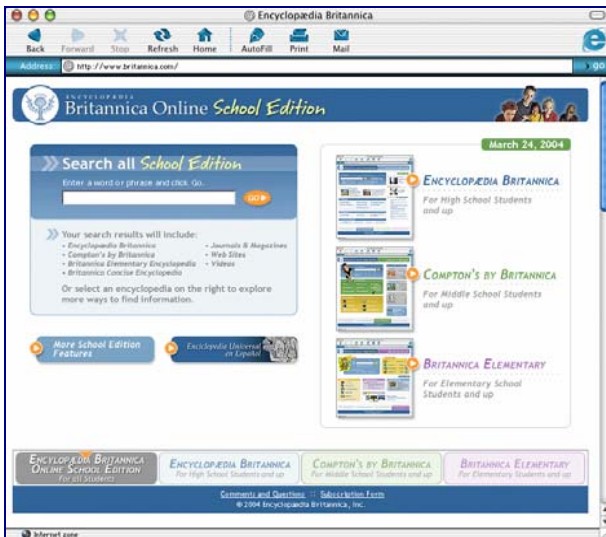 Encyclopædia Britannica
Back Forward Stop Refresh Home AutoFill Print Mail
Address: http://www.britannica.com/ go
ENCYCLOPÆDIA
Britannica Online School Edition
March 24, 2004
Search all School Edition
Enter a word or phrase and click Go.
GO
Your search results will include:
• Encyclopædia Britannica
• Compton's by Britannica
• Britannica Elementary Encyclopedia
• Britannica Concise Encyclopedia
• Journals & Magazines
• Web Sites
• Videos
Or select an encyclopedia on the right to explore
more ways to find information.
More School Edition
Features
Enciclopedia Universal
en Español
ENCYCLOPÆDIA BRITANNICA
For High School Students
and up
COMPTON'S BY BRITANNICA
For Middle School Students
and up
BRITANNICA ELEMENTARY
For Elementary School
Students and up
ENCYLOPÆDIA BRITANNICA
ONLINE SCHOOL EDITION
For all Students
ENCYCLOPÆDIA BRITANNICA
For High School Students and up
COMPTON'S BY BRITANNICA
For Middle School Students and up
BRITANNICA ELEMENTARY
For Elementary School Students and up
Comments and Questions :: Subscription Form
© 2004 Encyclopædia Britannica, Inc.
Internet zone